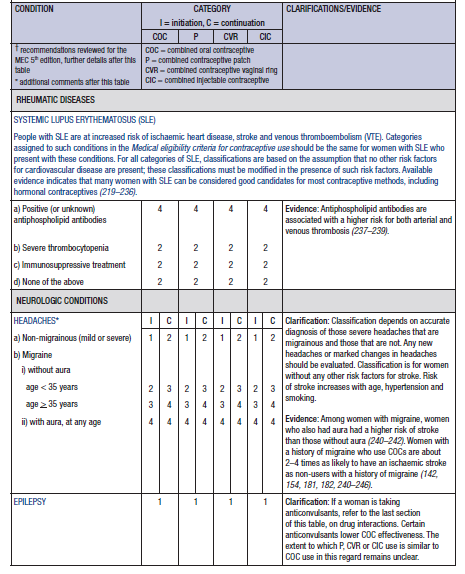 CONDITION
CATEGORY
I = initiation, C = continuation
CLARIFICATIONS/EVIDENCE
COC P CVR CIC
† recommendations reviewed for the
MEC 5th edition, further details after this
table
* additional comments after this table
COC = combined oral contraceptive
P = combined contraceptive patch
CVR = combined contraceptive vaginal ring
CIC = combined injectable contraceptive
RHEUMATIC DISEASES
SYSTEMIC LUPUS ERYTHEMATOSUS (SLE)
People with SLE are at increased risk of ischaemic heart disease, stroke and venous thromboembolism (VTE). Categories
assigned to such conditions in the Medical eligibility criteria for contraceptive use should be the same for women with SLE who
present with these conditions. For all categories of SLE, classifications are based on the assumption that no other risk factors
for cardiovascular disease are present; these classifications must be modified in the presence of such risk factors. Available
evidence indicates that many women with SLE can be considered good candidates for most contraceptive methods, including
hormonal contraceptives (219–236).
a) Positive (or unknown)
antiphospholipid antibodies
4 4 4 4
Evidence: Antiphospholipid antibodies are
associated with a higher risk for both arterial and
venous thrombosis (237–239).
b) Severe thrombocytopenia 2 2 2 2
c) Immunosuppressive treatment 2 2 2 2
d) None of the above 2 2 2 2
NEUROLOGIC CONDITIONS
HEADACHES* I C I C I C I C
a) Non-migrainous (mild or severe) 1 2 1 2 1 2 1 2
b) Migraine
i) without aura
age < 35 years 2 3 2 3 2 3 2 3
age ≥ 35 years 3 4 3 4 3 4 3 4
ii) with aura, at any age 4 4 4 4 4 4 4 4
Clarification: Classification depends on accurate
diagnosis of those severe headaches that are
migrainous and those that are not. Any new
headaches or marked changes in headaches
should be evaluated. Classification is for women
without any other risk factors for stroke. Risk
of stroke increases with age, hypertension and
smoking.
Evidence: Among women with migraine, women
who also had aura had a higher risk of stroke
than those without aura (240–242). Women with
a history of migraine who use COCs are about
2–4 times as likely to have an ischaemic stroke
as non-users with a history of migraine (142,
154, 181, 182, 240–246).
EPILEPSY 1 1 1 1
Clarification: If a woman is taking
anticonvulsants, refer to the last section
of this table, on drug interactions. Certain
anticonvulsants lower COC effectiveness. The
extent to which P, CVR or CIC use is similar to
COC use in this regard remains unclear.